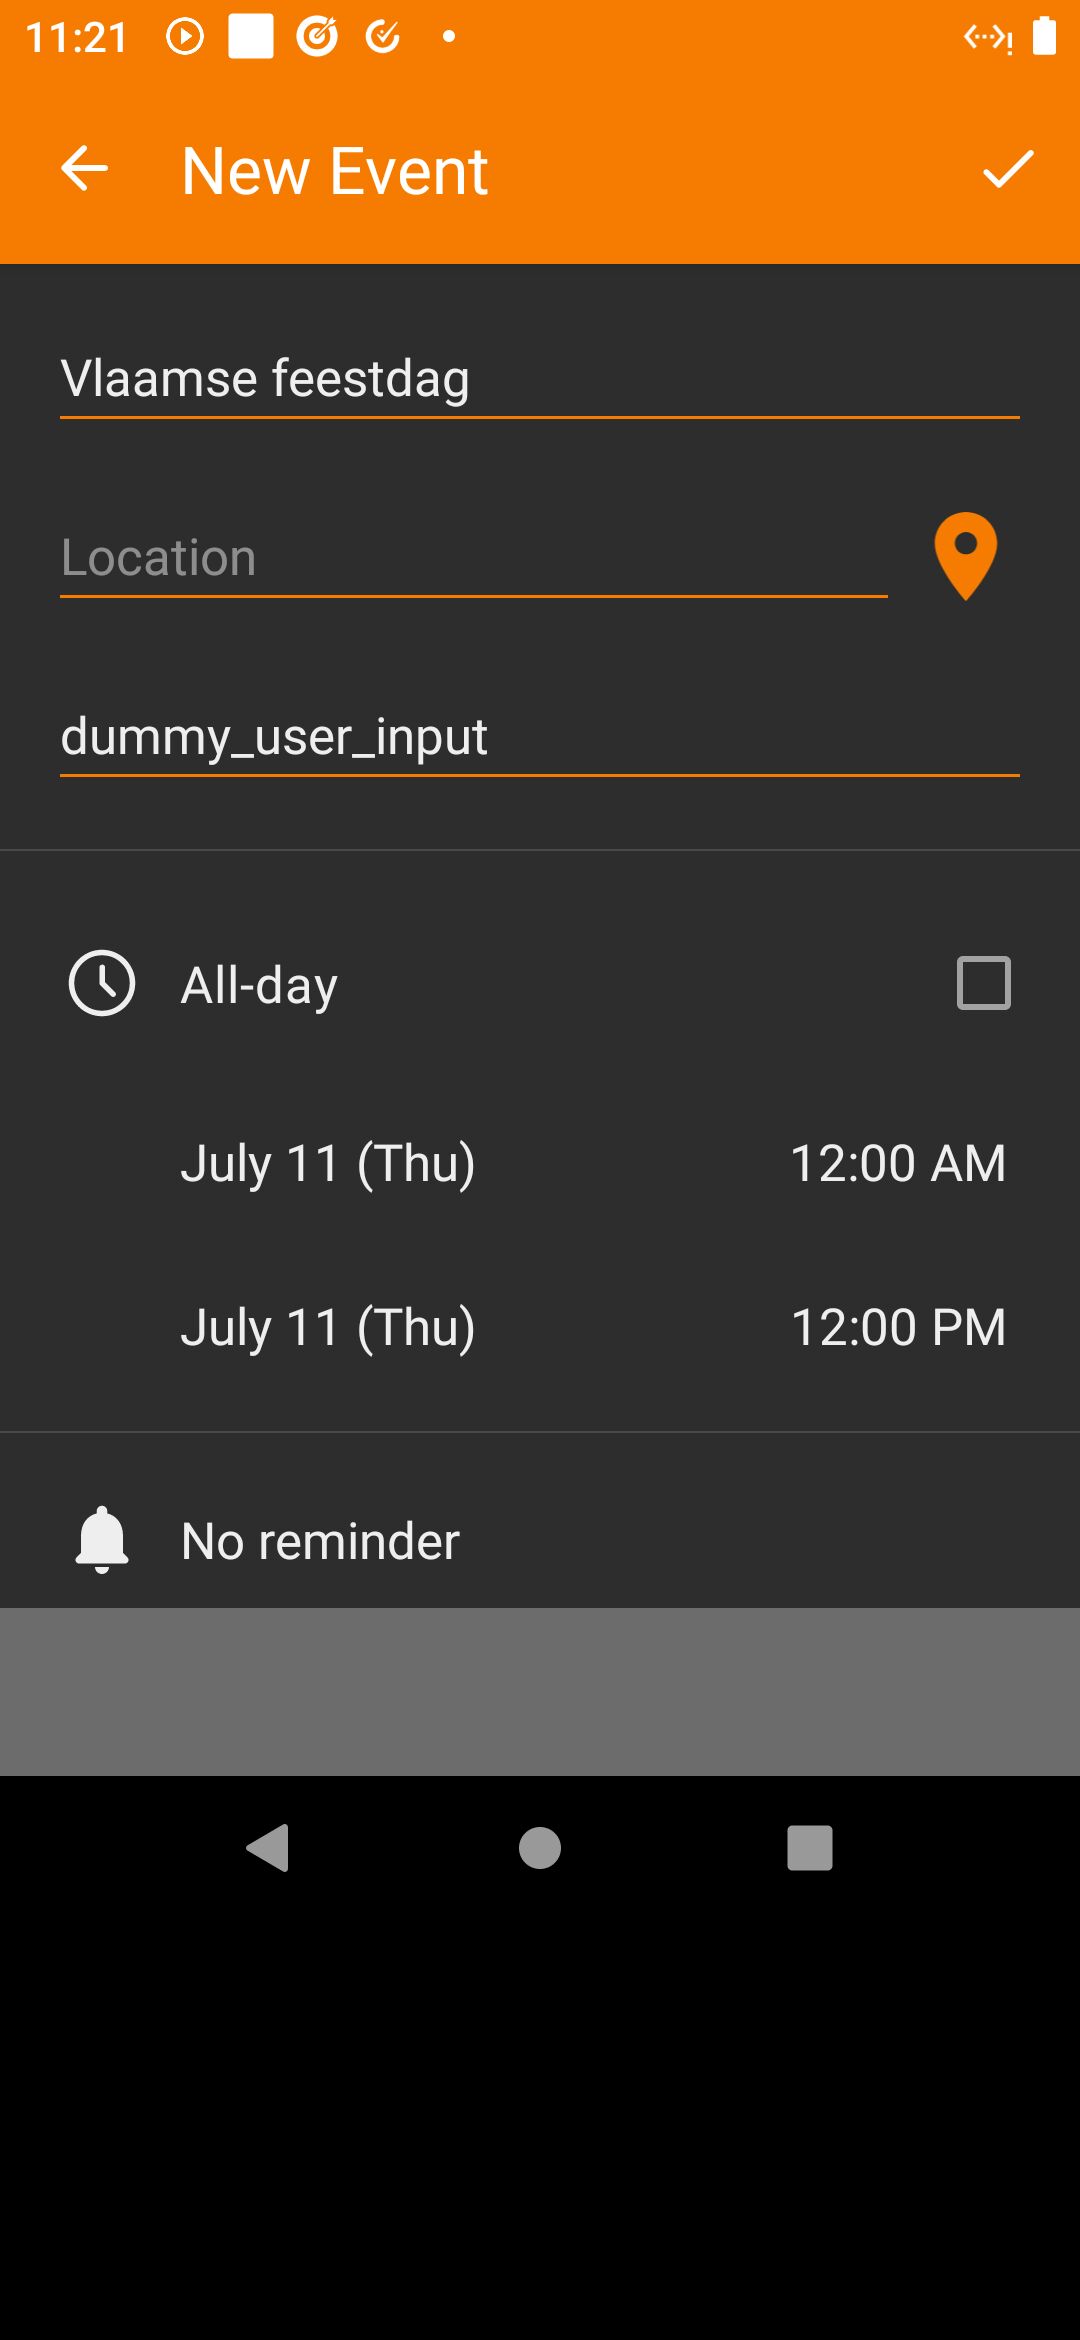 11:21
New Event
Vlaamse feestdag
Location
dummy_user_input
All-day
July 11 (Thu) 12:00 AM
July 11 (Thu) 12:00 PM
No reminder